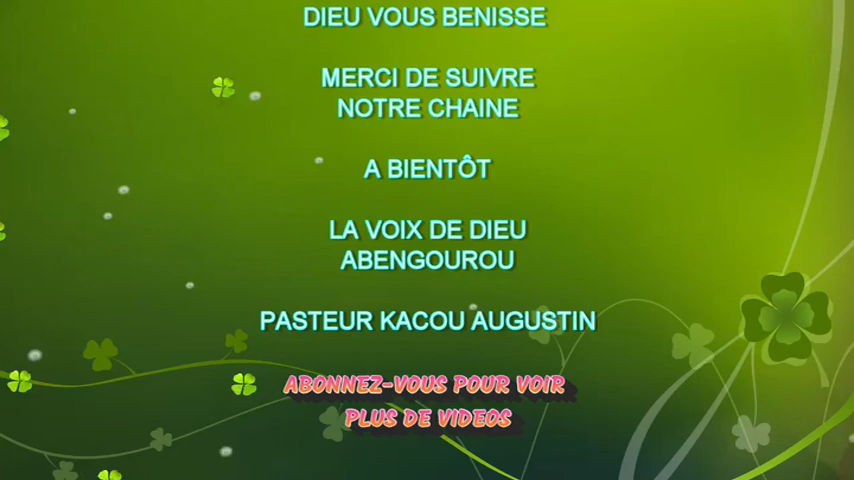 DIEU VOUS BENISSE
MERCI DE SUIVRE
NOTRE CHAINE
A BIENTÔT
LA VOIX DE DIEU
ABENGOUROU
PASTEUR KACOU AUGUSTIN
ABONNEZ-VOUS POUR VOIR
PLUS DE VIDEOS